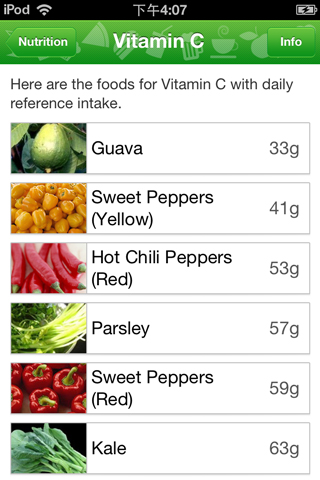 iPod 下午4:07
Nutrition Vitamin C Info
Here are the foods for Vitamin C with daily
reference intake.
Guava 33g
Sweet Peppers
(Yellow) 41g
Hot Chili Peppers
(Red) 53g
Parsley 57g
Sweet Peppers
(Red) 59g
Kale 63g